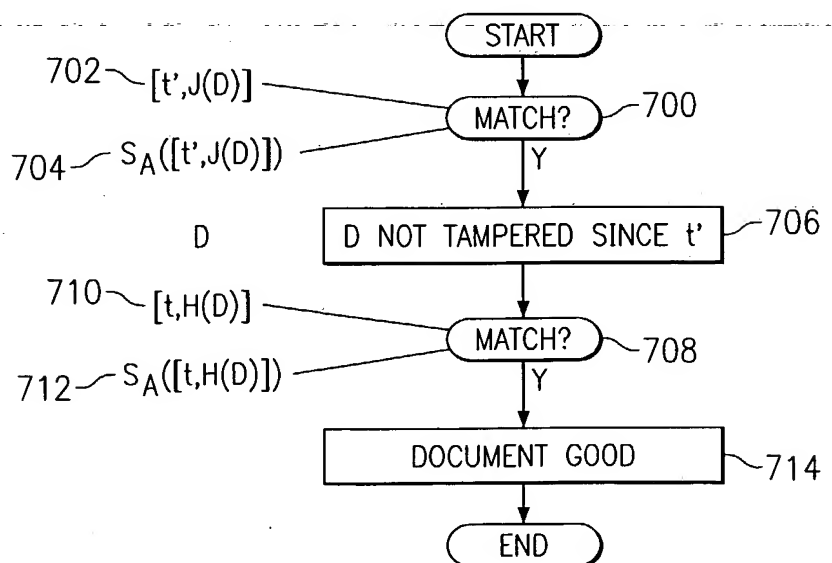 START
702 [t',J(D)]
MATCH? 700
704 S_A([t',J(D)])
Y
D
D NOT TAMPERED SINCE t' 706
710 [t,H(D)]
MATCH? 708
712 S_A([t,H(D)])
Y
DOCUMENT GOOD 714
END